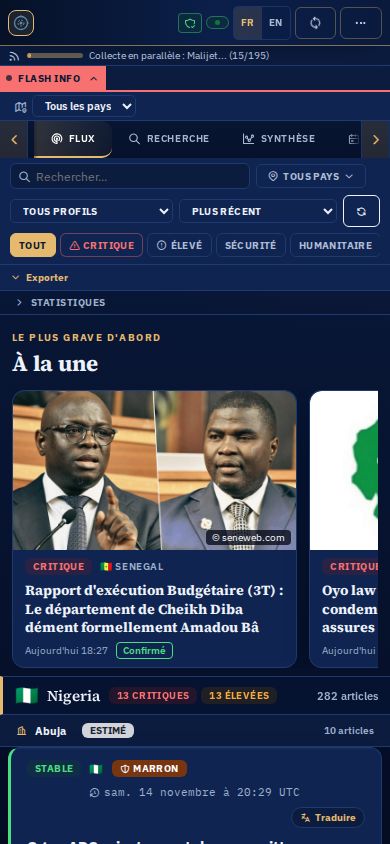 FR EN
Collecte en parallèle : Malijet... (15/195)
FLASH INFO
Tous les pays
FLUX RECHERCHE SYNTHÈSE
Rechercher... TOUS PAYS
TOUS PROFILS PLUS RÉCENT
TOUT CRITIQUE ÉLEVÉ SÉCURITÉ HUMANITAIRE
Exporter
STATISTIQUES
LE PLUS GRAVE D'ABORD
À la une
© seneweb.com
CRITIQUE SENEGAL
Rapport d'exécution Budgétaire (3T) :
Le département de Cheikh Diba
dément formellement Amadou Bâ
Aujourd'hui 18:27 Confirmé
CRITIQUE
Oyo law
condem
assures
Aujourd'hui
Nigeria 13 CRITIQUES 13 ÉLEVÉES 282 articles
Abuja ESTIMÉ 10 articles
STABLE MARRON
sam. 14 novembre à 20:29 UTC
Traduire